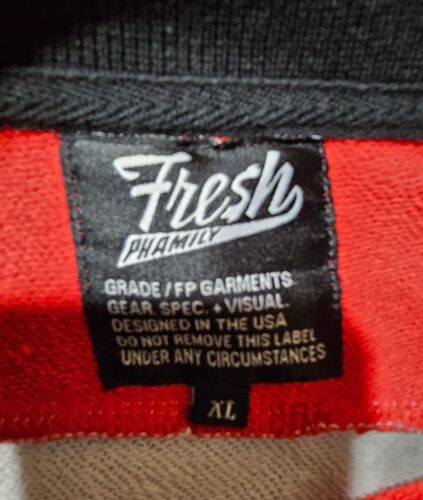 Fresh
PHAMILY
GRADE/FP GARMENTS
GEAR. SPEC. + VISUAL.
DESIGNED IN THE USA
DO NOT REMOVE THIS LABEL
UNDER ANY CIRCUMSTANCES
XL